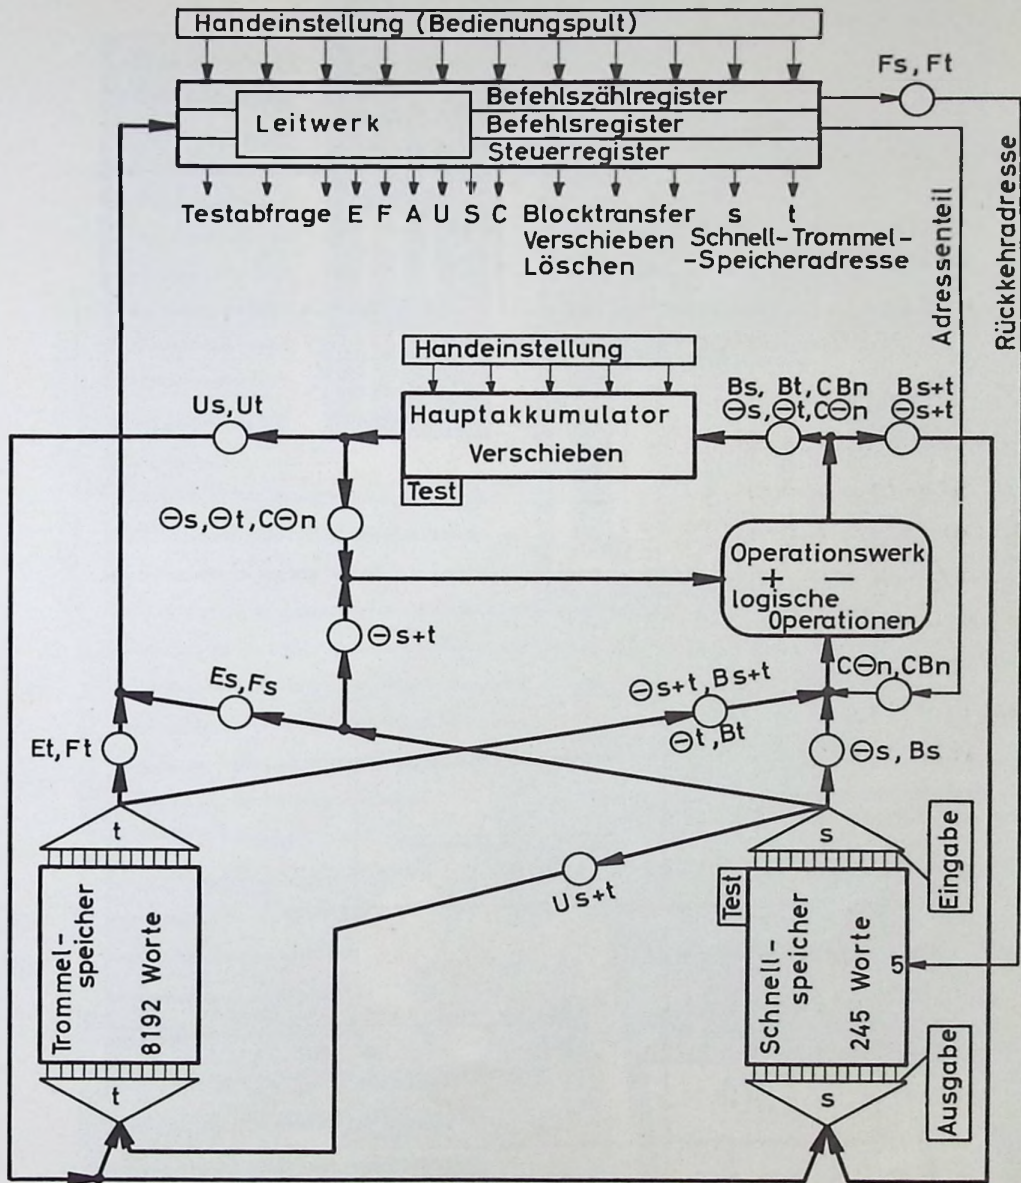 Handeinstellung (Bedienungspult)
Fs, Ft
Befehlszählregister
Leitwerk
Befehlsregister
Steuerregister
Testabfrage E F A U S C Blocktransfer s t
Verschieben Schnell-Trommel-
Löschen -Speicheradresse
Adressenteil
Rückkehradresse
Handeinstellung
Us, Ut
Hauptakkumulator
Verschieben
Test
Bs, Bt, CBn
Θs, Θt, CΘn
Bs+t
Θs+t
Θs, Θt, CΘn
Operationswerk
+ —
logische
Operationen
Θs+t
Es, Fs
Θs+t, Bs+t
Θt, Bt
CΘn, CBn
Et, Ft
Θs, Bs
t
s
Us+t
Trommel-
speicher
8192 Worte
Test
Schnell-
speicher
245 Worte
5
Eingabe
Ausgabe
t
s